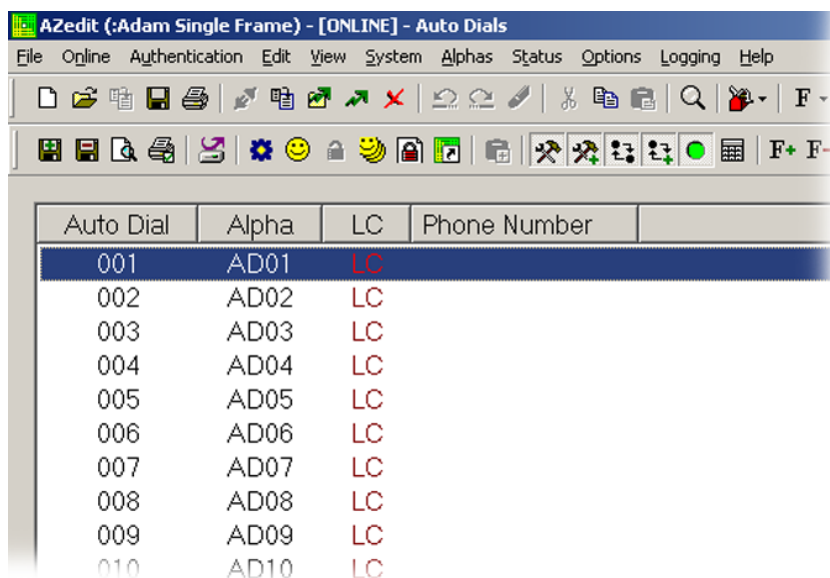 AZedit (:Adam Single Frame) - [ONLINE] - Auto Dials
File Online Authentication Edit View System Alphas Status Options Logging Help
F
F+ F-
Auto Dial Alpha LC Phone Number
001 AD01 LC
002 AD02 LC
003 AD03 LC
004 AD04 LC
005 AD05 LC
006 AD06 LC
007 AD07 LC
008 AD08 LC
009 AD09 LC
010 AD10 LC